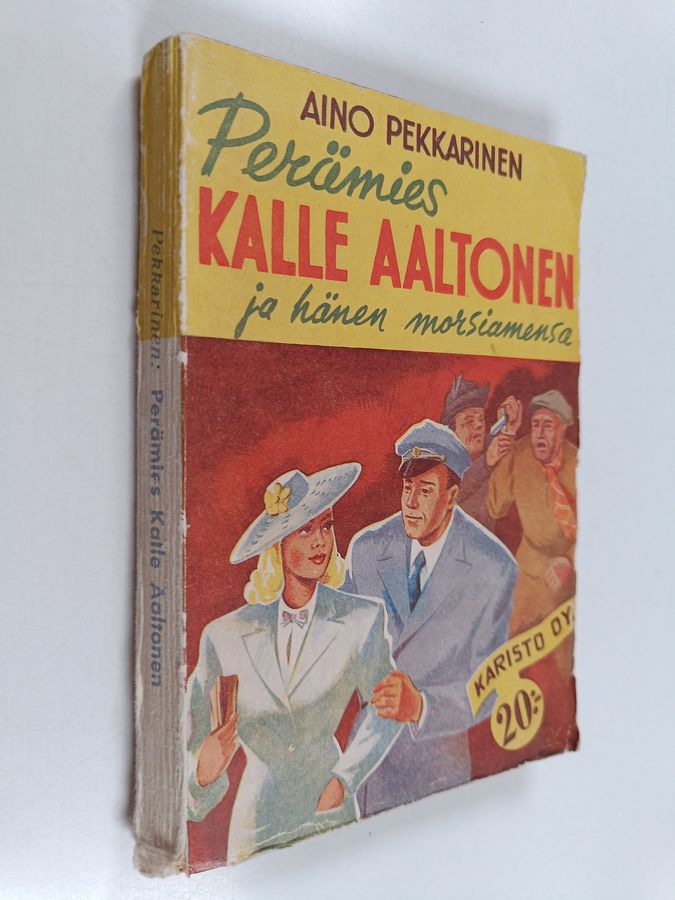 AINO PEKKARINEN
Perämies
KALLE AALTONEN
ja hänen morsiamensa
KARISTO OY.
20:-
Pekkarinen: Perämies Kalle Aaltonen